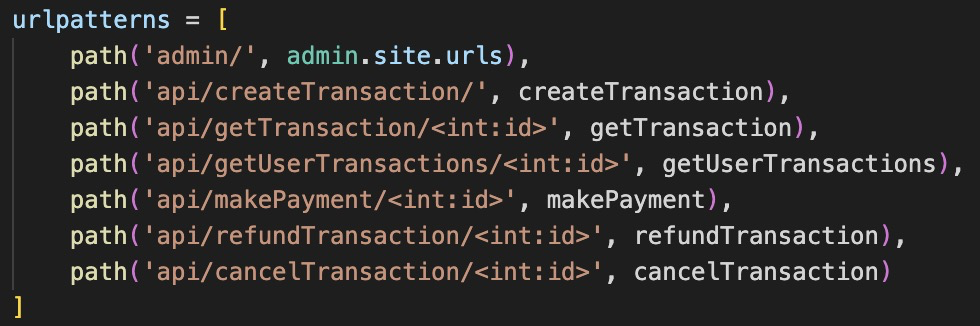 urlpatterns = [
    path('admin/', admin.site.urls),
    path('api/createTransaction/', createTransaction),
    path('api/getTransaction/<int:id>', getTransaction),
    path('api/getUserTransactions/<int:id>', getUserTransactions),
    path('api/makePayment/<int:id>', makePayment),
    path('api/refundTransaction/<int:id>', refundTransaction),
    path('api/cancelTransaction/<int:id>', cancelTransaction)
]